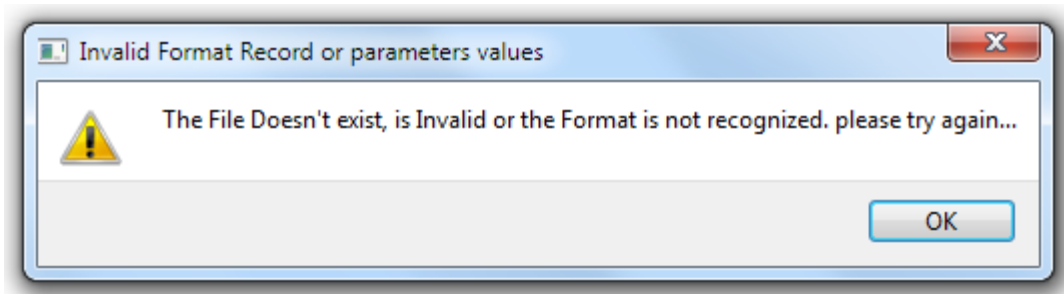 Invalid Format Record or parameters values
The File Doesn't exist, is Invalid or the Format is not recognized. please try again...
OK